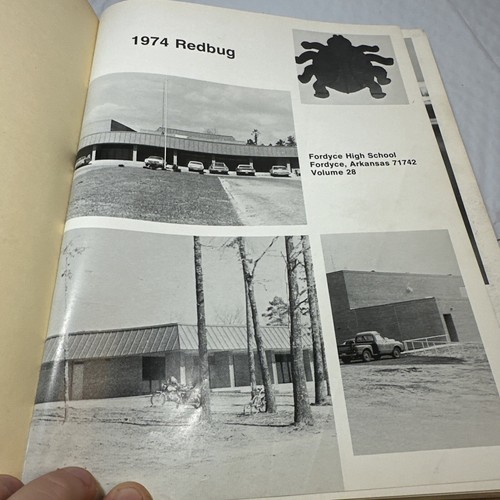 1974 Redbug
Fordyce High School
Fordyce, Arkansas 71742
Volume 28